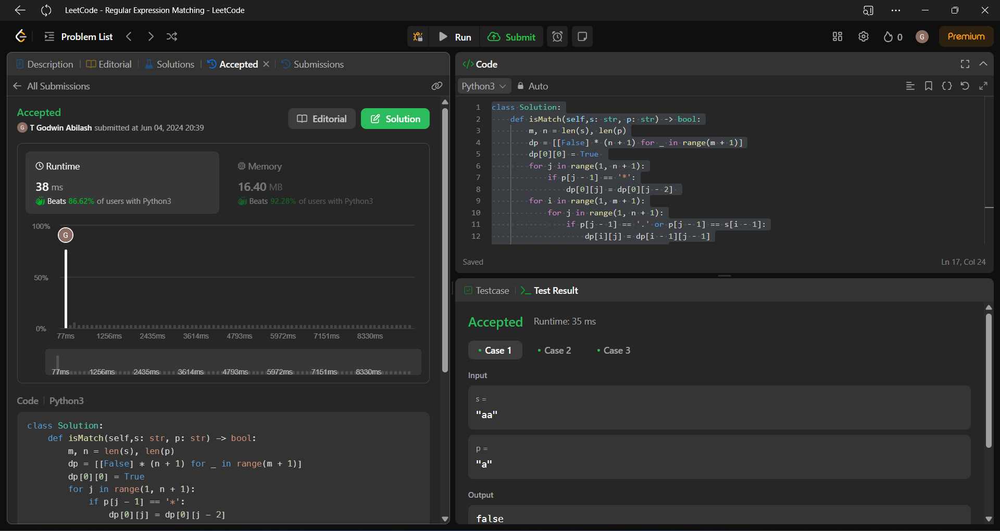 LeetCode - Regular Expression Matching - LeetCode
Problem List
Run
Submit
0
G
Premium
Description
Editorial
Solutions
Accepted
Submissions
All Submissions
Accepted
G T Godwin Abilash submitted at Jun 04, 2024 20:39
Editorial
Solution
Runtime
38 ms
Beats 86.62% of users with Python3
Memory
16.40 MB
Beats 92.28% of users with Python3
100%
G
50%
0%
77ms 1256ms 2435ms 3614ms 4793ms 5972ms 7151ms 8330ms
77ms 1256ms 2435ms 3614ms 4793ms 5972ms 7151ms 8330ms
Code Python3
class Solution:
    def isMatch(self,s: str, p: str) -> bool:
        m, n = len(s), len(p)
        dp = [[False] * (n + 1) for _ in range(m + 1)]
        dp[0][0] = True
        for j in range(1, n + 1):
            if p[j - 1] == '*':
                dp[0][j] = dp[0][j - 2]
</> Code
Python3
Auto
1 class Solution:
2     def isMatch(self,s: str, p: str) -> bool:
3         m, n = len(s), len(p)
4         dp = [[False] * (n + 1) for _ in range(m + 1)]
5         dp[0][0] = True
6         for j in range(1, n + 1):
7             if p[j - 1] == '*':
8                 dp[0][j] = dp[0][j - 2]
9         for i in range(1, m + 1):
10             for j in range(1, n + 1):
11                 if p[j - 1] == '.' or p[j - 1] == s[i - 1]:
12                     dp[i][j] = dp[i - 1][j - 1]
Saved
Ln 17, Col 24
Testcase
>_ Test Result
Accepted Runtime: 35 ms
Case 1
Case 2
Case 3
Input
s =
"aa"
p =
"a"
Output
false